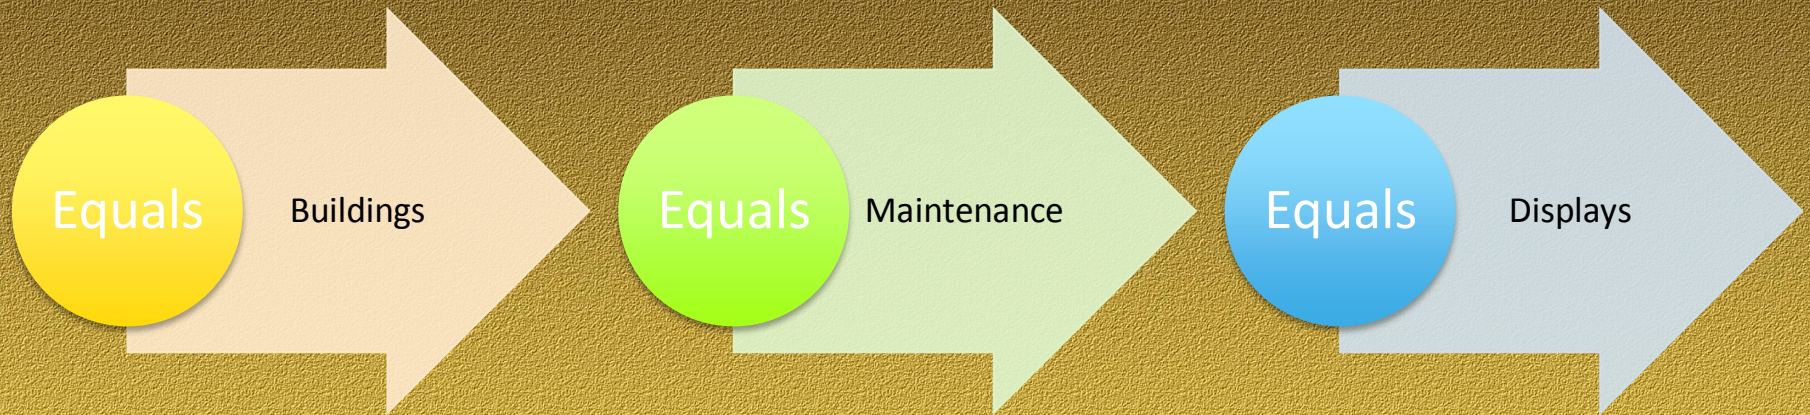 Equals
Buildings
Equals
Maintenance
Equals
Displays